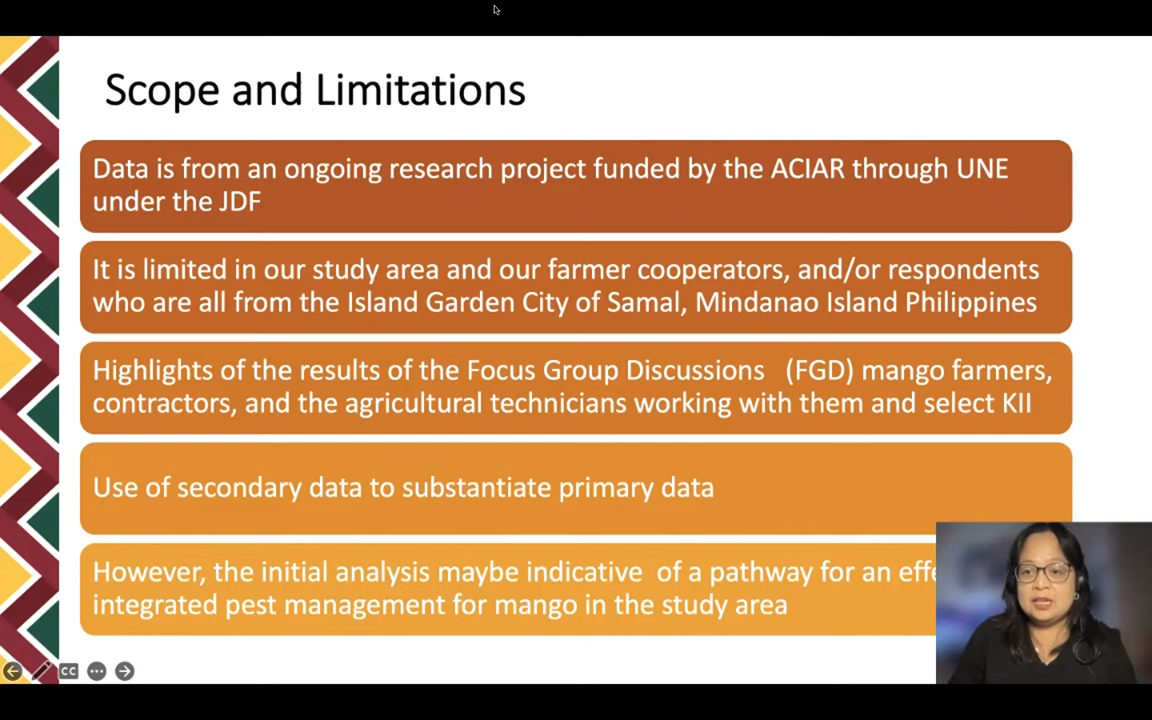 Scope and Limitations
Data is from an ongoing research project funded by the ACIAR through UNE
under the JDF
It is limited in our study area and our farmer cooperators, and/or respondents
who are all from the Island Garden City of Samal, Mindanao Island Philippines
Highlights of the results of the Focus Group Discussions (FGD) mango farmers,
contractors, and the agricultural technicians working with them and select KII
Use of secondary data to substantiate primary data
However, the initial analysis maybe indicative of a pathway for an
integrated pest management for mango in the study area
CC